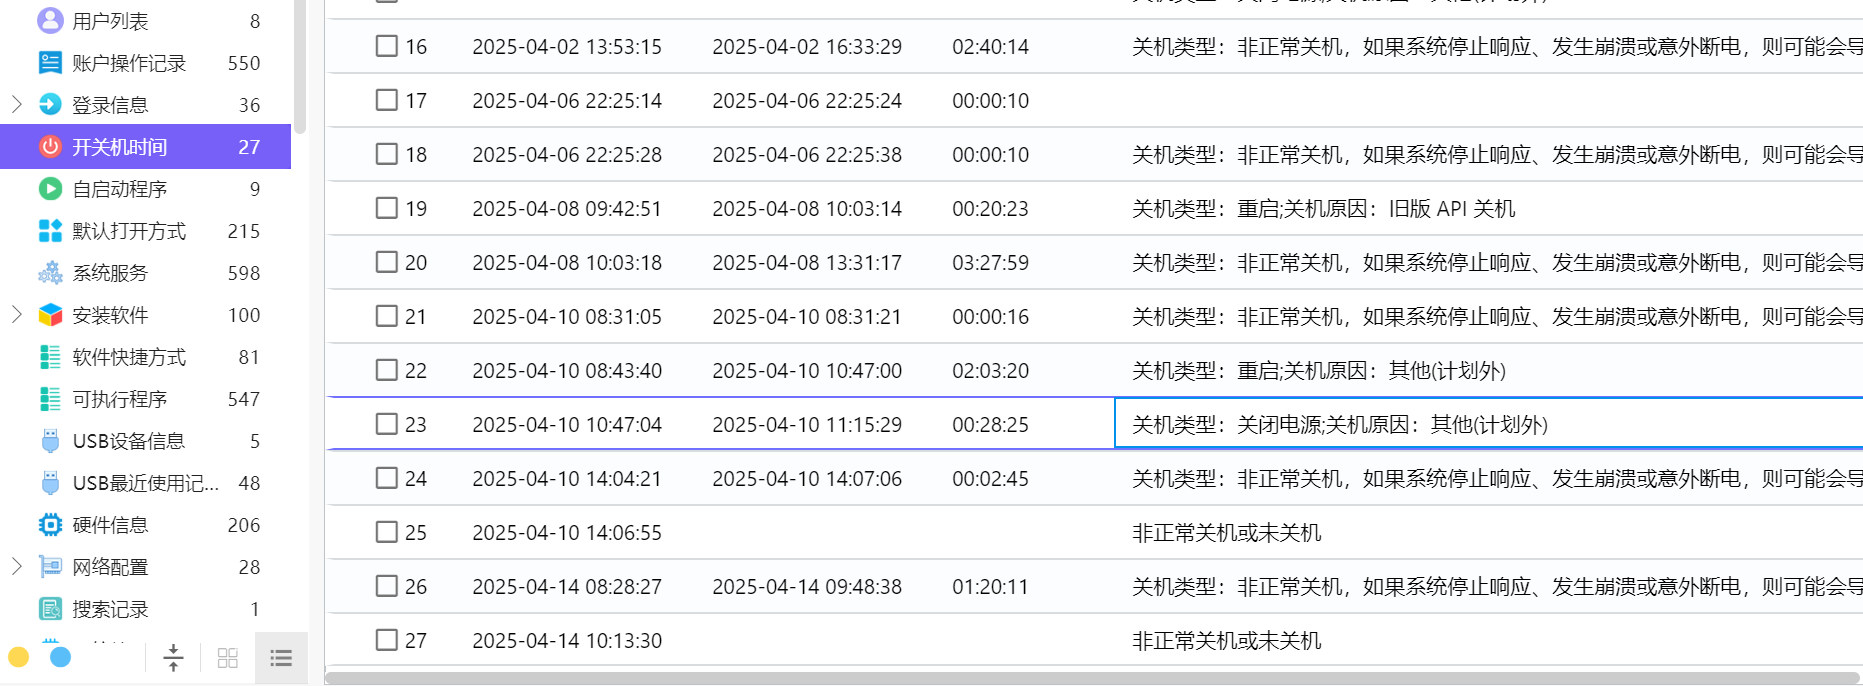 用户列表 8
账户操作记录 550
登录信息 36
开关机时间 27
自启动程序 9
默认打开方式 215
系统服务 598
安装软件 100
软件快捷方式 81
可执行程序 547
USB设备信息 5
USB最近使用记... 48
硬件信息 206
网络配置 28
搜索记录 1
16 2025-04-02 13:53:15 2025-04-02 16:33:29 02:40:14 关机类型：非正常关机，如果系统停止响应、发生崩溃或意外断电，则可能会导
17 2025-04-06 22:25:14 2025-04-06 22:25:24 00:00:10
18 2025-04-06 22:25:28 2025-04-06 22:25:38 00:00:10 关机类型：非正常关机，如果系统停止响应、发生崩溃或意外断电，则可能会导
19 2025-04-08 09:42:51 2025-04-08 10:03:14 00:20:23 关机类型：重启;关机原因：旧版 API 关机
20 2025-04-08 10:03:18 2025-04-08 13:31:17 03:27:59 关机类型：非正常关机，如果系统停止响应、发生崩溃或意外断电，则可能会导
21 2025-04-10 08:31:05 2025-04-10 08:31:21 00:00:16 关机类型：非正常关机，如果系统停止响应、发生崩溃或意外断电，则可能会导
22 2025-04-10 08:43:40 2025-04-10 10:47:00 02:03:20 关机类型：重启;关机原因：其他(计划外)
23 2025-04-10 10:47:04 2025-04-10 11:15:29 00:28:25 关机类型：关闭电源;关机原因：其他(计划外)
24 2025-04-10 14:04:21 2025-04-10 14:07:06 00:02:45 关机类型：非正常关机，如果系统停止响应、发生崩溃或意外断电，则可能会导
25 2025-04-10 14:06:55 非正常关机或未关机
26 2025-04-14 08:28:27 2025-04-14 09:48:38 01:20:11 关机类型：非正常关机，如果系统停止响应、发生崩溃或意外断电，则可能会导
27 2025-04-14 10:13:30 非正常关机或未关机